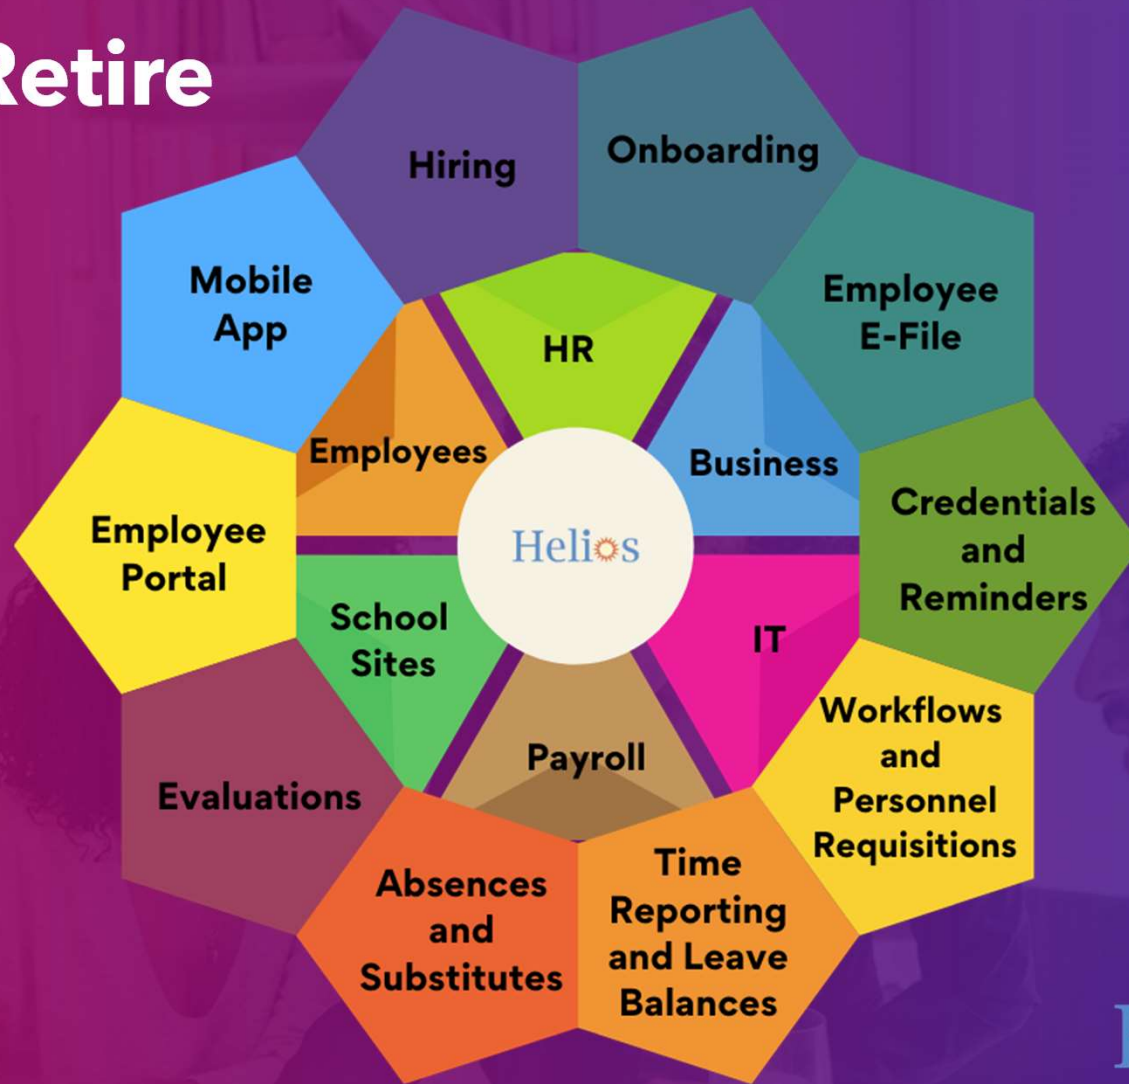 Retire
Hiring
Onboarding
Mobile
App
Employee
E-File
HR
Employees
Business
Employee
Portal
Helios
Credentials
and
Reminders
School
Sites
IT
Workflows
and
Personnel
Requisitions
Payroll
Evaluations
Absences
and
Substitutes
Time
Reporting
and Leave
Balances